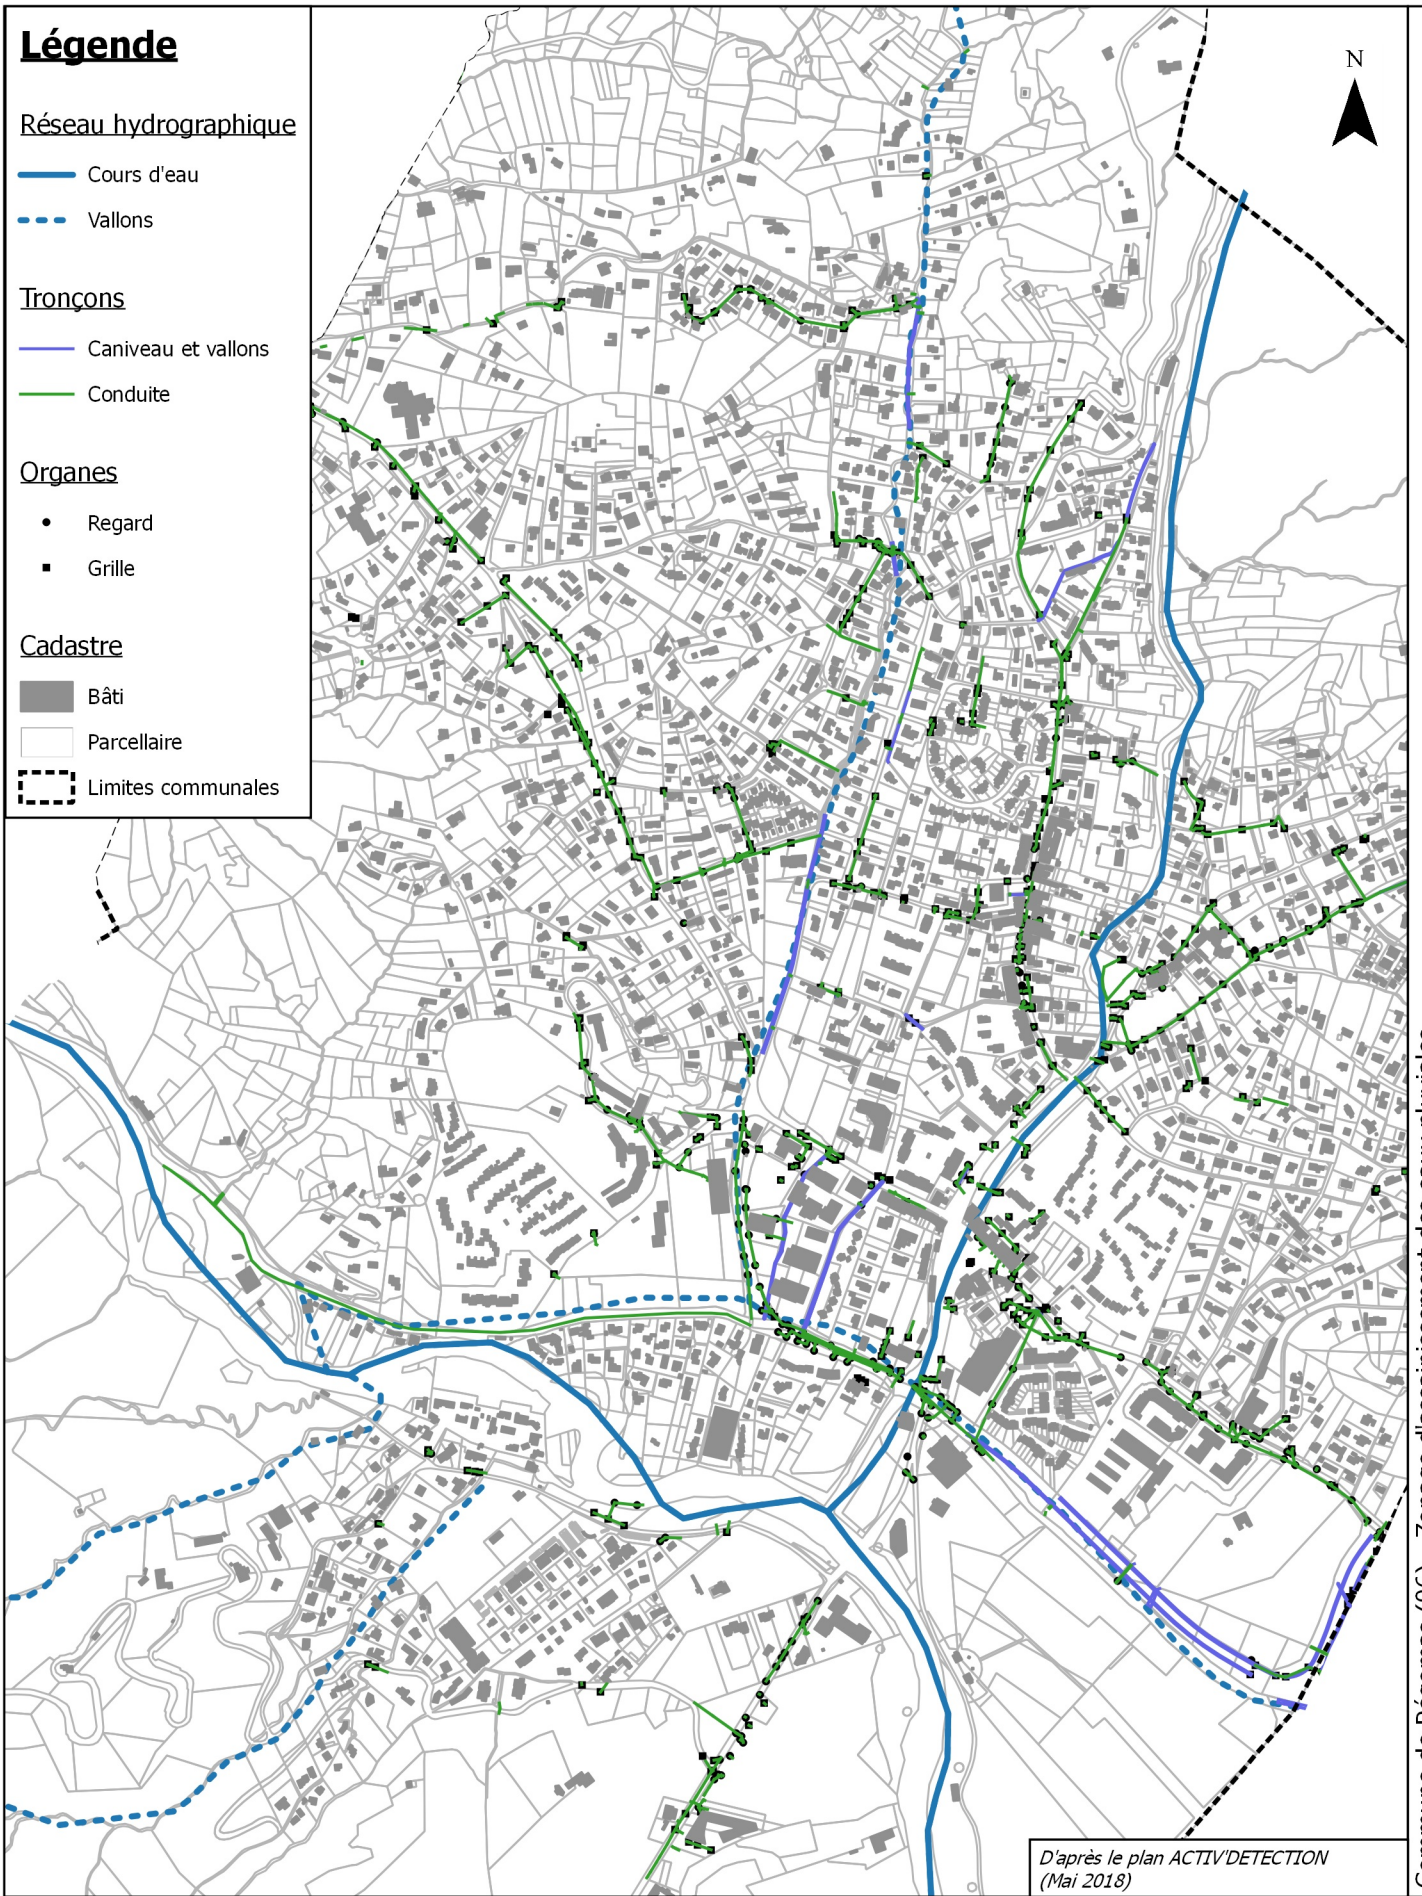 Légende
Réseau hydrographique
Cours d'eau
Vallons
Tronçons
Caniveau et vallons
Conduite
Organes
Regard
Grille
Cadastre
Bâti
Parcellaire
Limites communales
N
D'après le plan ACTIV'DETECTION
(Mai 2018)